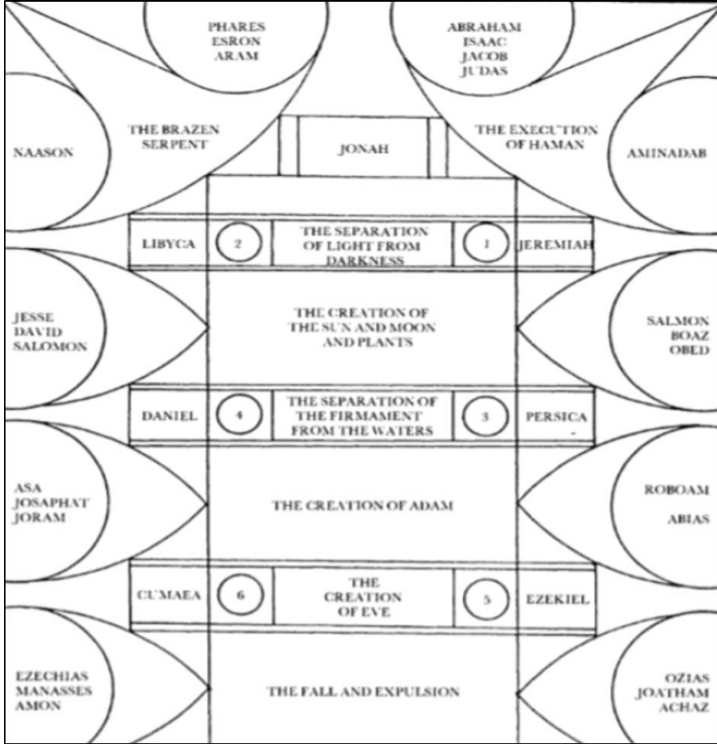 PHARES
ESRON
ARAM
ABRAHAM
ISAAC
JACOB
JUDAS
NAASON
THE BRAZEN
SERPENT
JONAH
THE EXECUTION
OF HAMAN
AMINADAB
LIBYCA
2
THE SEPARATION
OF LIGHT FROM
DARKNESS
1
JEREMIAH
JESSE
DAVID
SALOMON
THE CREATION OF
THE SUN AND MOON
AND PLANTS
SALMON
BOAZ
OBED
DANIEL
4
THE SEPARATION OF
THE FIRMAMENT
FROM THE WATERS
3
PERSICA
ASA
JOSAPHAT
JORAM
THE CREATION OF ADAM
ROBOAM
ABIAS
CUMAEA
6
THE
CREATION
OF EVE
5
EZEKIEL
EZECHIAS
MANASSES
AMON
THE FALL AND EXPULSION
OZIAS
JOATHAM
ACHAZ